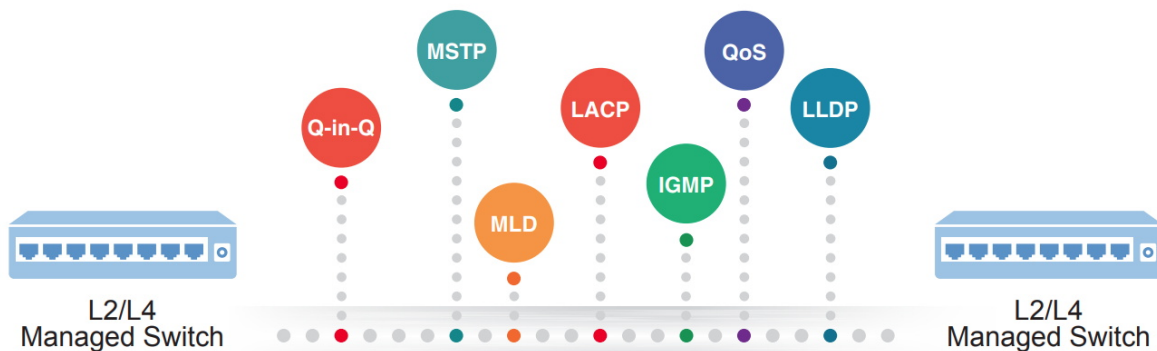 MSTP
QoS
LACP
LLDP
Q-in-Q
IGMP
MLD
L2/L4
Managed Switch
L2/L4
Managed Switch